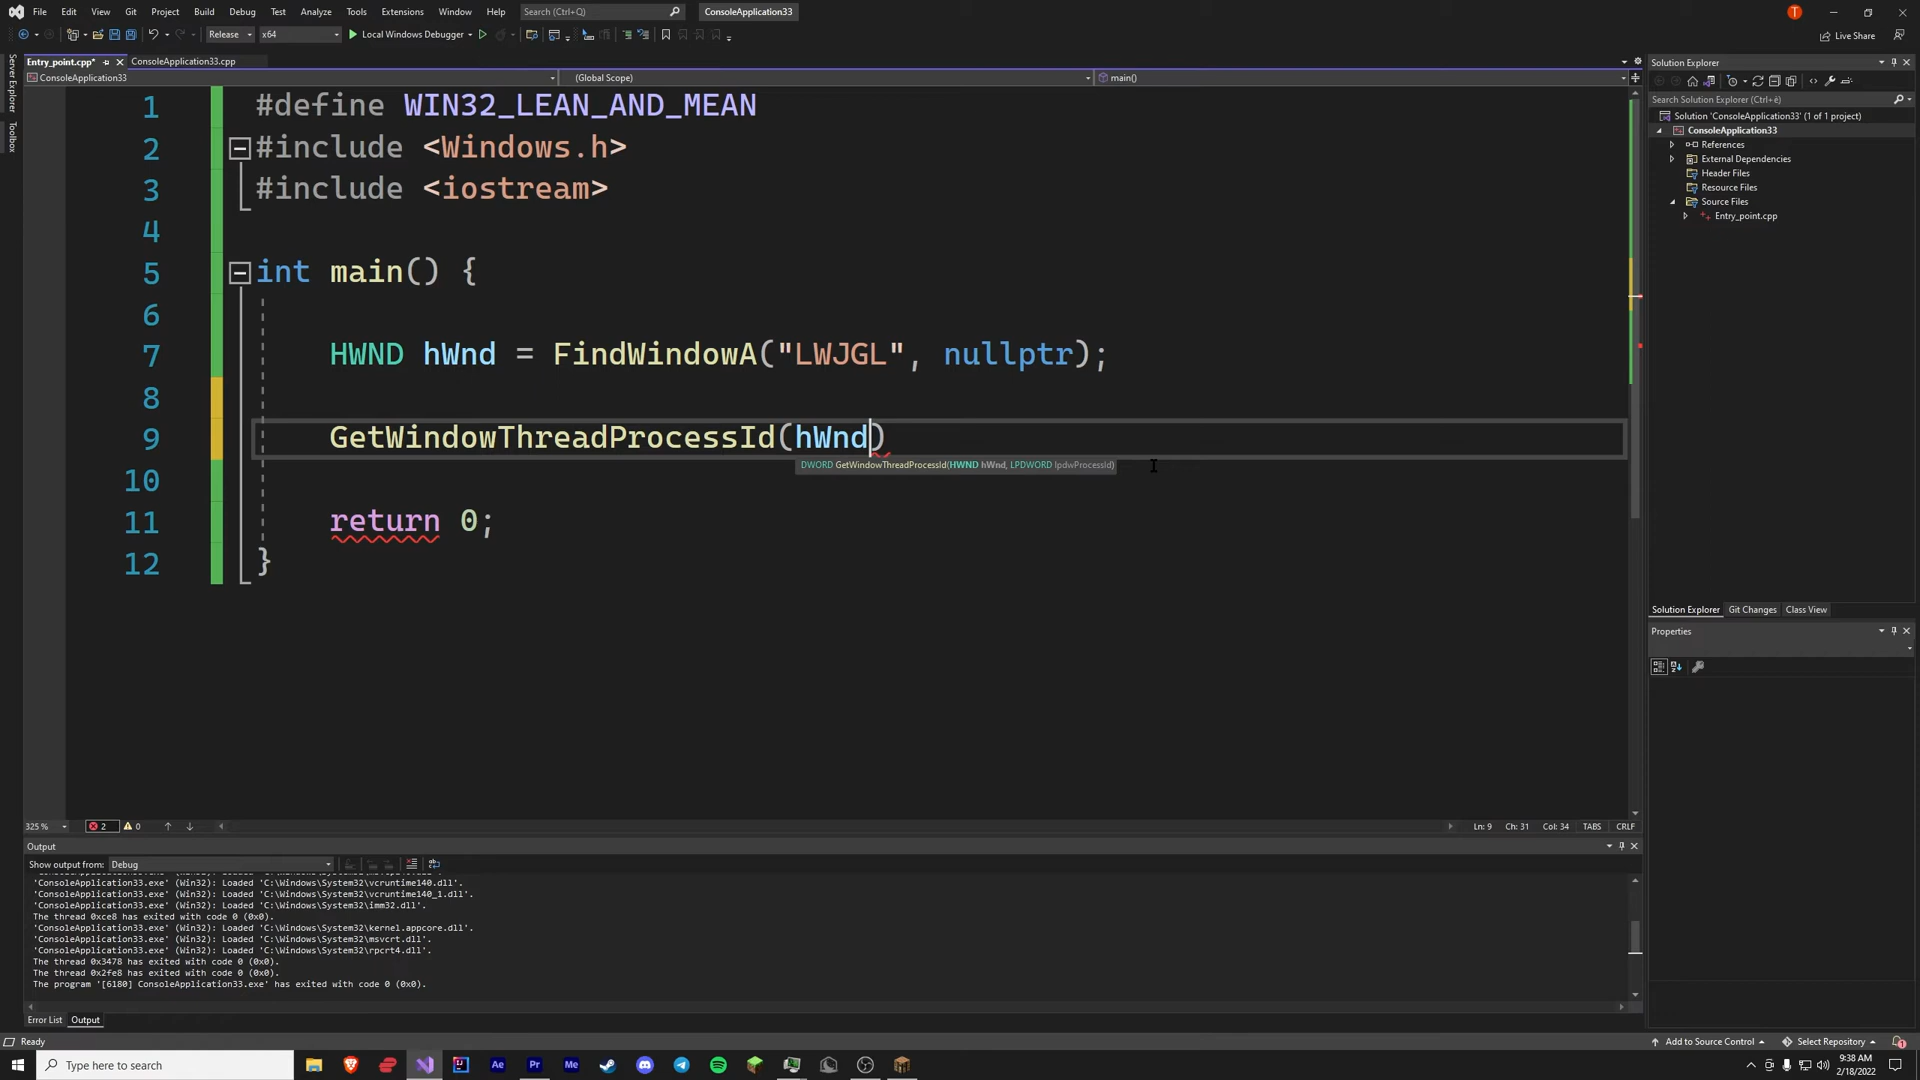 File Edit View Git Project Build Debug Test Analyze Tools Extensions Window Help Search (Ctrl+Q) ConsoleApplication33
Release x64 Local Windows Debugger Live Share
Server Explorer
Toolbox
Entry_point.cpp* ConsoleApplication33.cpp
ConsoleApplication33 (Global Scope) main()
1 #define WIN32_LEAN_AND_MEAN
2 #include <Windows.h>
3 #include <iostream>
4
5 int main() {
6
7 HWND hWnd = FindWindowA("LWJGL", nullptr);
8
9 GetWindowThreadProcessId(hWnd)
DWORD GetWindowThreadProcessId(HWND hWnd, LPDWORD lpdwProcessId)
10
11 return 0;
12 }
325 % 2 0 Ln: 9 Ch: 31 Col: 34 TABS CRLF
Output
Show output from: Debug
'ConsoleApplication33.exe' (Win32): Loaded 'C:\Windows\System32\vcruntime140.dll'.
'ConsoleApplication33.exe' (Win32): Loaded 'C:\Windows\System32\vcruntime140_1.dll'.
'ConsoleApplication33.exe' (Win32): Loaded 'C:\Windows\System32\imm32.dll'.
The thread 0xce8 has exited with code 0 (0x0).
'ConsoleApplication33.exe' (Win32): Loaded 'C:\Windows\System32\kernel.appcore.dll'.
'ConsoleApplication33.exe' (Win32): Loaded 'C:\Windows\System32\msvcrt.dll'.
'ConsoleApplication33.exe' (Win32): Loaded 'C:\Windows\System32\rpcrt4.dll'.
The thread 0x3478 has exited with code 0 (0x0).
The thread 0x2fe8 has exited with code 0 (0x0).
The program '[6180] ConsoleApplication33.exe' has exited with code 0 (0x0).
Error List Output
Solution Explorer
Search Solution Explorer (Ctrl+è)
Solution 'ConsoleApplication33' (1 of 1 project)
ConsoleApplication33
References
External Dependencies
Header Files
Resource Files
Source Files
Entry_point.cpp
Solution Explorer Git Changes Class View
Properties
Ready Add to Source Control Select Repository 1
Type here to search Ae Pr Me 9:38 AM
2/18/2022